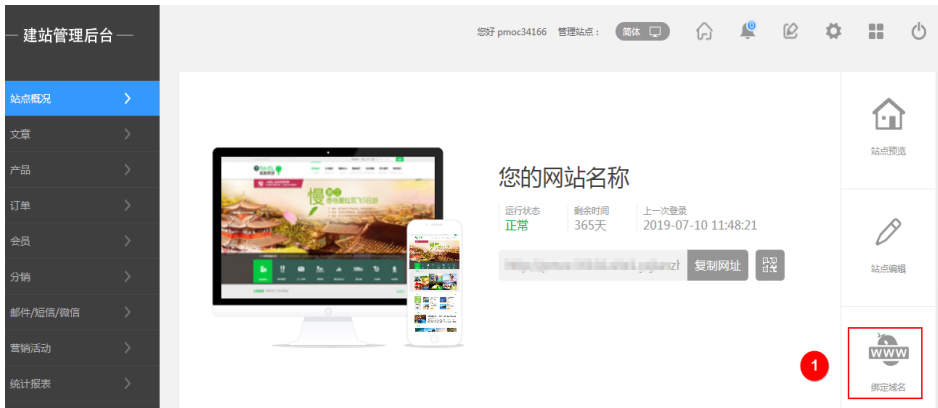 建站管理后台
您好 pmoc34166 管理站点： 简体
站点概况
文章
产品
订单
会员
分销
邮件/短信/微信
营销活动
统计报表
慢
您的网站名称
运行状态 剩余时间 上一次登录
正常 365天 2019-07-10 11:48:21
复制网址
站点预览
站点编辑
1
WWW
绑定域名